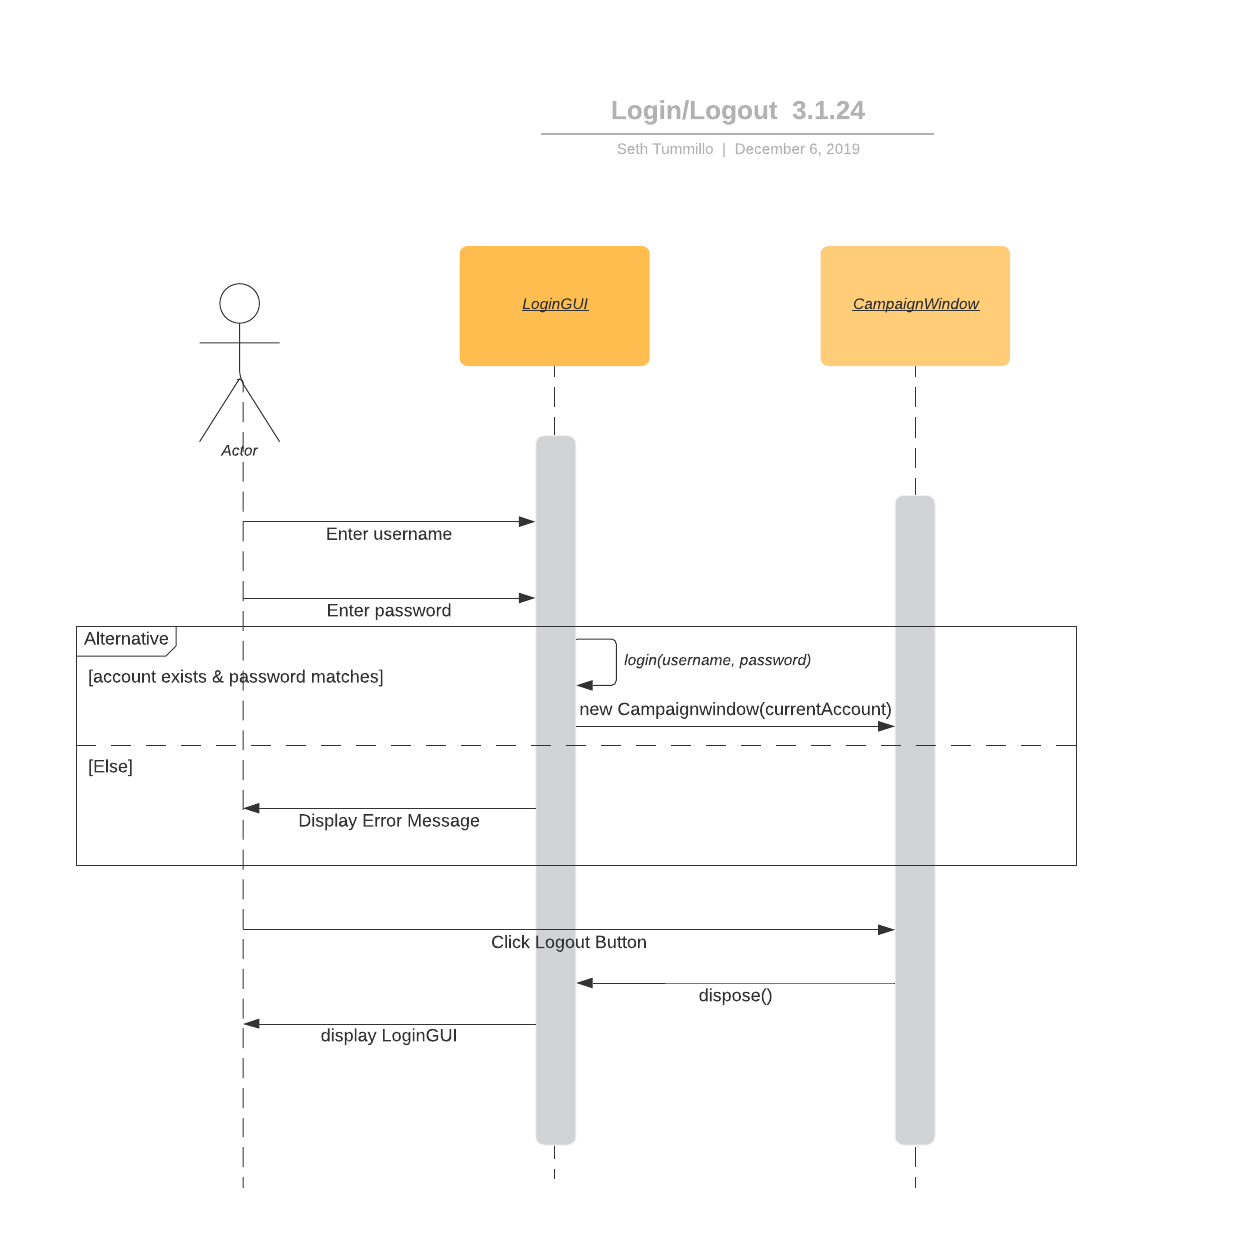 Login/Logout  3.1.24
Seth Tummillo  |  December 6, 2019
LoginGUI
CampaignWindow
Actor
Enter username
Enter password
Alternative
login(username, password)
[account exists & password matches]
new Campaignwindow(currentAccount)
[Else]
Display Error Message
Click Logout Button
dispose()
display LoginGUI